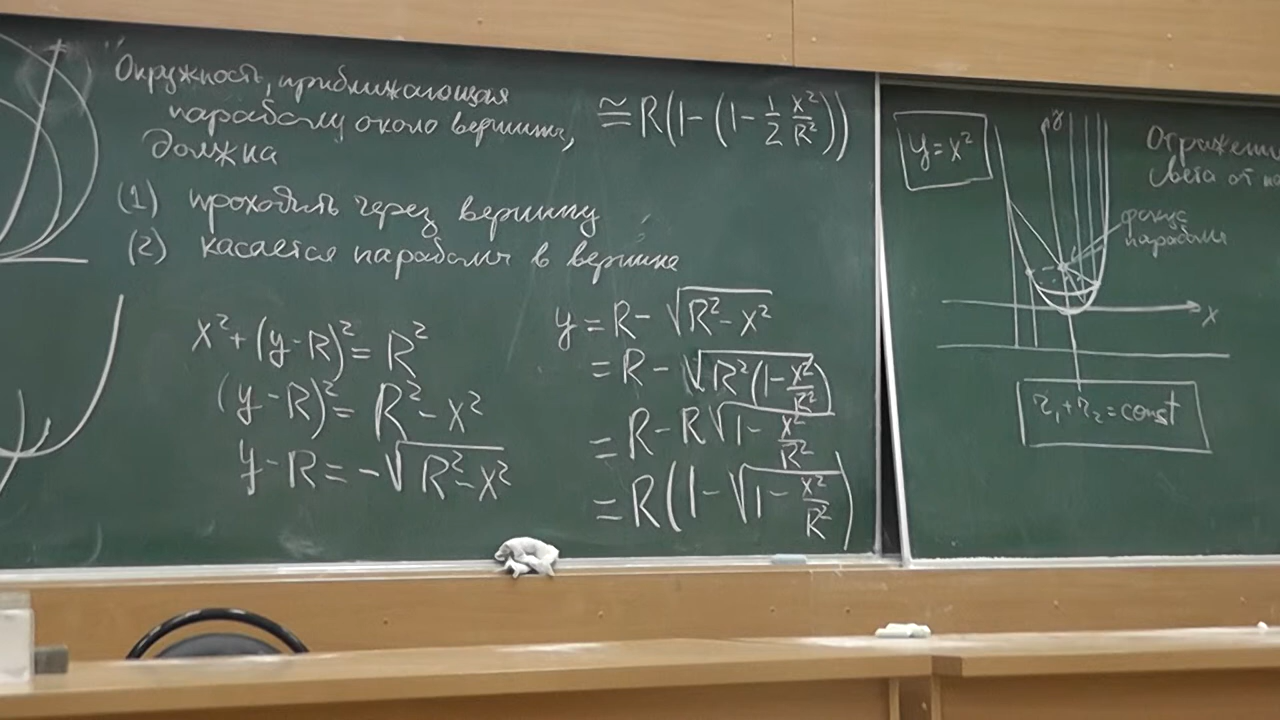 Окружность, приближающая
параболу около вершины,
должна
(1) проходить через вершину
(2) касается параболы в вершине
x²+(y-R)²=R²
(y-R)²=R²-x²
y-R=-√(R²-x²)
≅R(1-(1-½ x²/R²))
y=R-√(R²-x²)
=R-√(R²(1-x²/R²))
=R-R√(1-x²/R²)
=R(1-√(1-x²/R²))
y=x²
y
фокус
параболы
x
r₁+r₂=const
света от